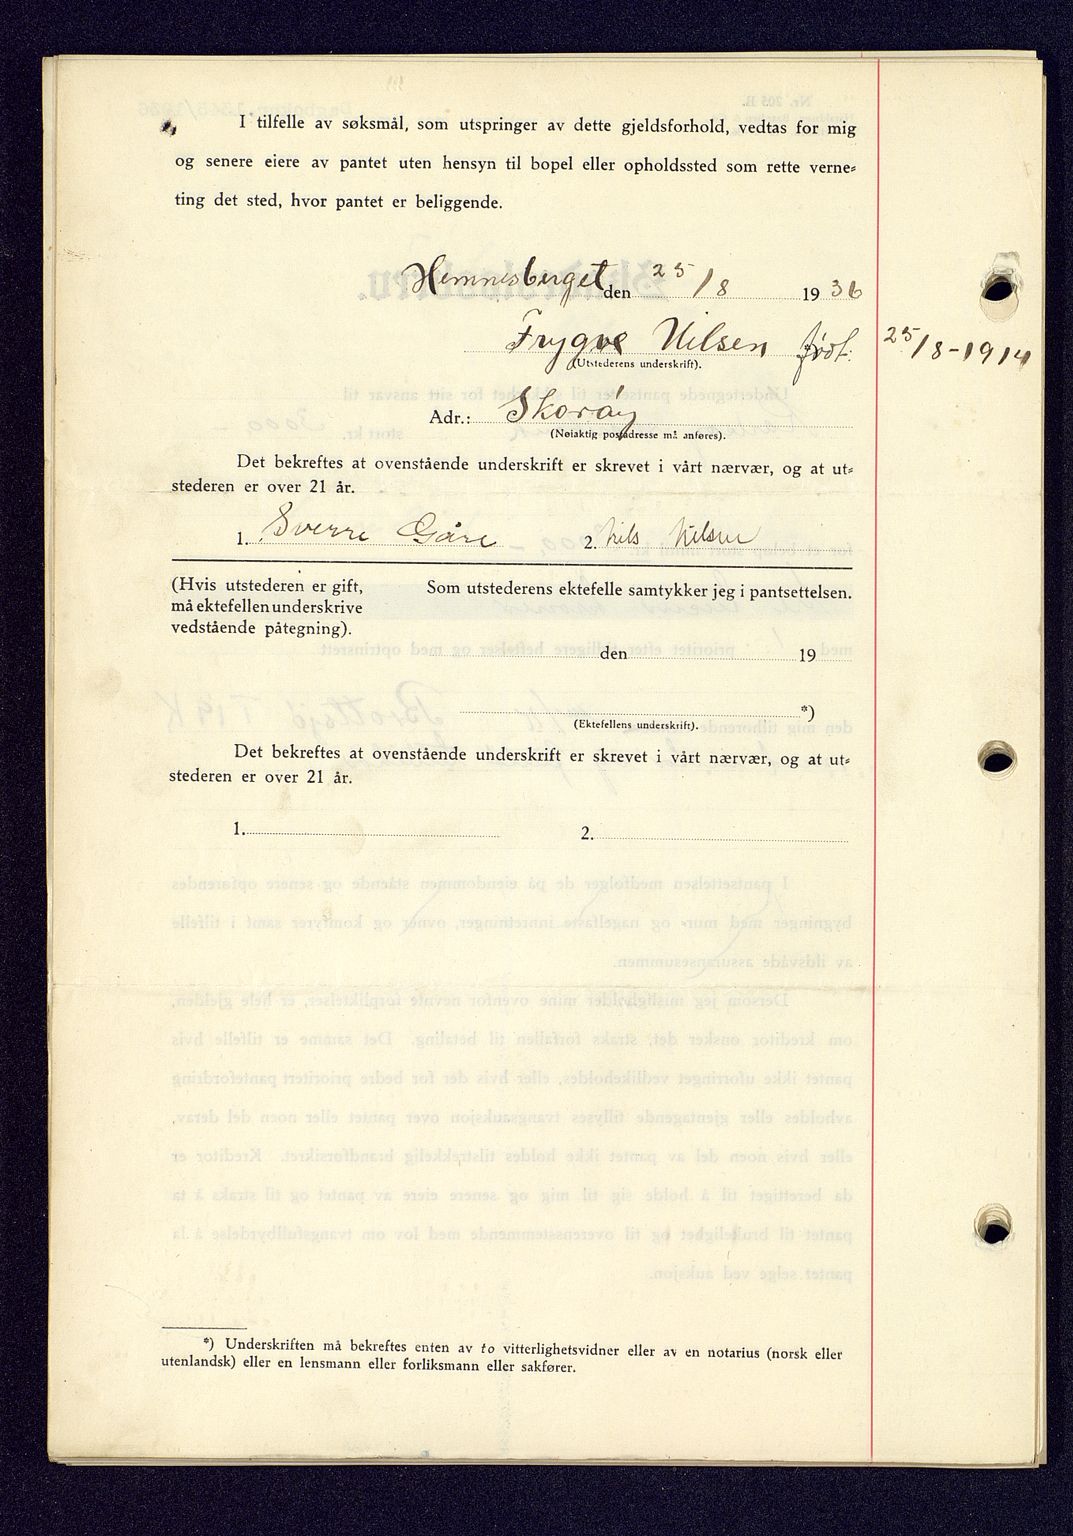 I tilfelle av søksmål, som utspringer av dette gjeldsforhold, vedtas for mig
og senere eiere av pantet uten hensyn til bopel eller opholdssted som rette verne=
ting det sted, hvor pantet er beliggende.
Hemnesberget den 25/8 1936
Trygve Nilsen født: 25/8-1914
(Utstederens underskrift).
Adr.: Skoröy
(Nøiaktig postadresse må anføres).
Det bekreftes at ovenstående underskrift er skrevet i vårt nærvær, og at ut=
stederen er over 21 år.
1. Sverre Gåre 2. Nils Nilsen
(Hvis utstederen er gift, Som utstederens ektefelle samtykker jeg i pantsettelsen.
må ektefellen underskrive
vedstående påtegning).
den 19
*)
(Ektefellens underskrift).
Det bekreftes at ovenstående underskrift er skrevet i vårt nærvær, og at ut=
stederen er over 21 år.
1. 2.
*) Underskriften må bekreftes enten av to vitterlighetsvidner eller av en notarius (norsk eller
utenlandsk) eller en lensmann eller forliksmann eller sakfører.